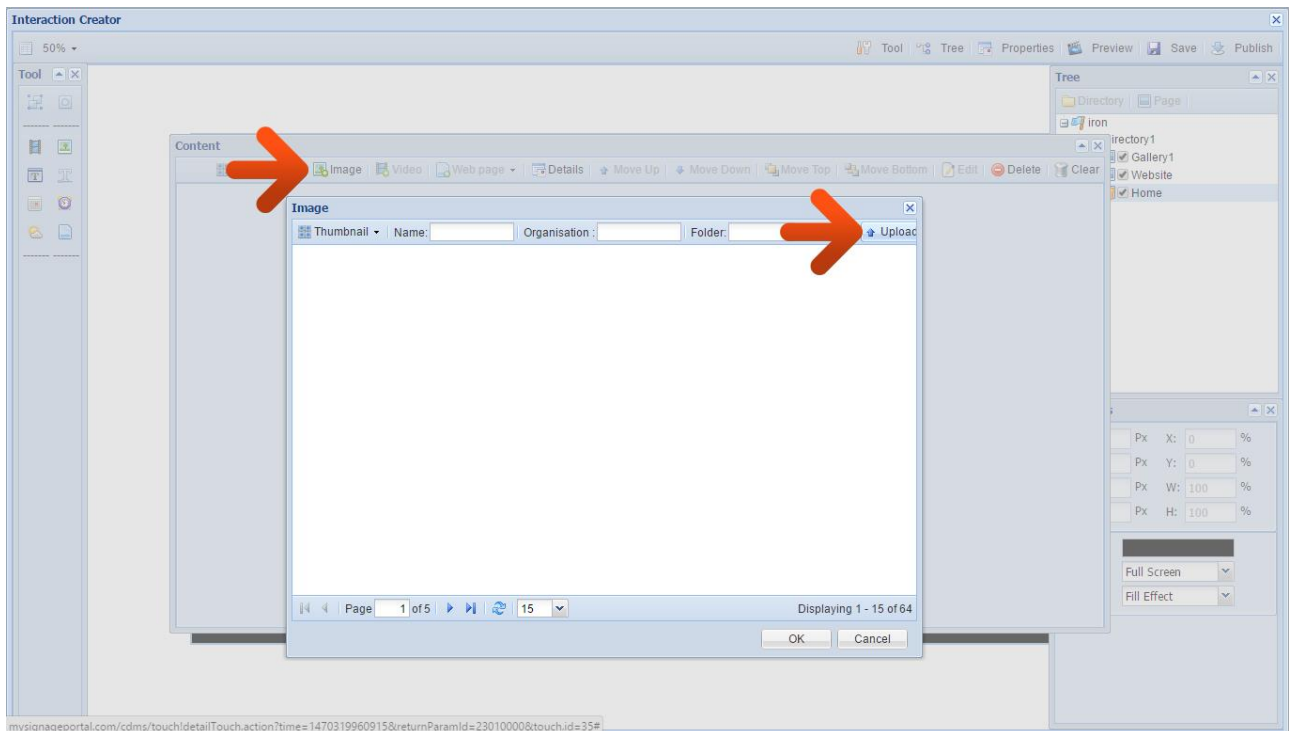 Interaction Creator
50%
Tool Tree Properties Preview Save Publish
Tool
Tree
Directory Page
iron
irectory1
Gallery1
Website
Home
Content
Image Video Web page Details Move Up Move Down Move Top Move Bottom Edit Delete Clear
Image
Thumbnail Name: Organisation : Folder: Upload
Page 1 of 5 15 Displaying 1 - 15 of 64
OK Cancel
Px X: 0 %
Px Y: 0 %
Px W: 100 %
Px H: 100 %
Full Screen
Fill Effect
mysignageportal.com/cdms/touch!detailTouch.action?time=1470319960915&returnParamId=23010000&touch.id=35#